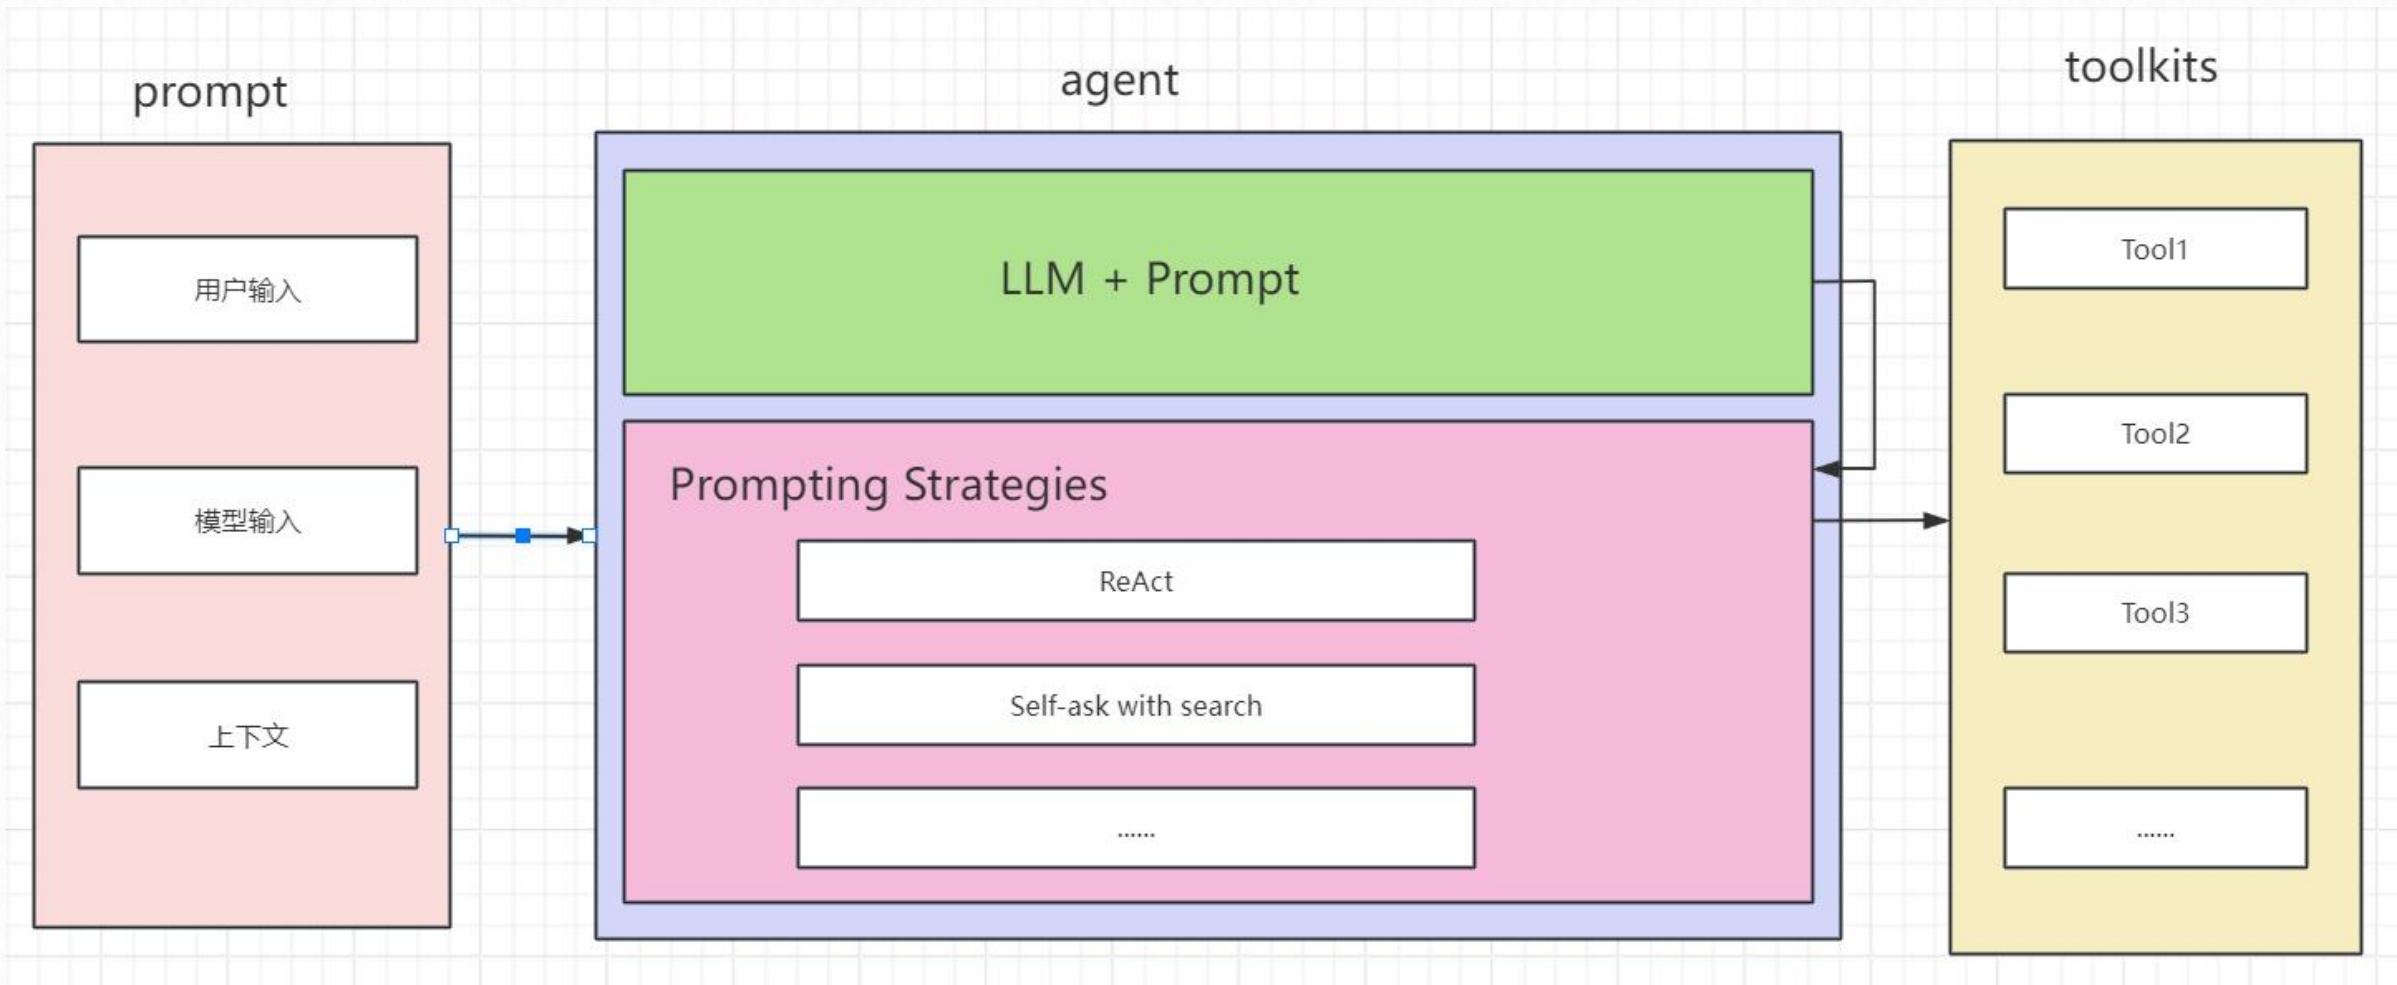 prompt
用户输入
模型输入
上下文
agent
LLM + Prompt
Prompting Strategies
ReAct
Self-ask with search
......
toolkits
Tool1
Tool2
Tool3
......